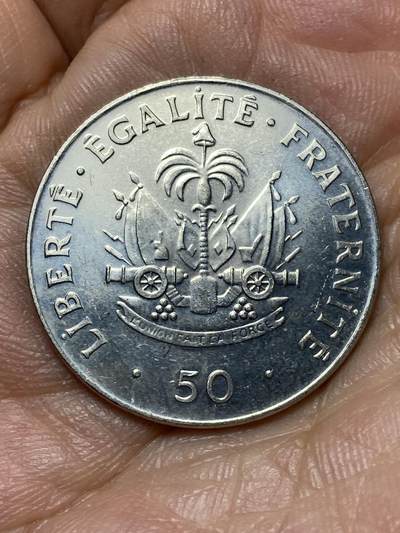 LIBERTÉ · ÉGALITÉ · FRATERNITÉ
L'UNION FAIT LA FORCE
· 50 ·